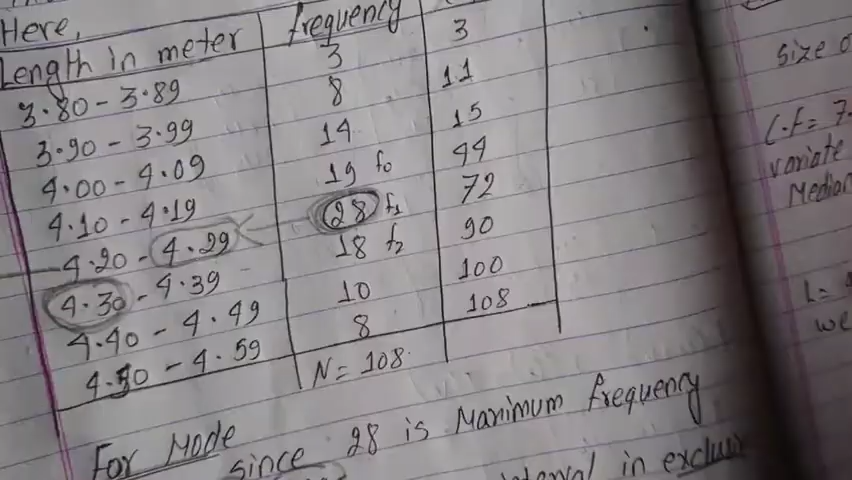 Here,
Length in meter frequency
3.80 - 3.89 3 3
3.90 - 3.99 8 11
4.00 - 4.09 14 15
4.10 - 4.19 19 f0 44
4.20 - 4.29 28 f1 72
4.30 - 4.39 18 f2 90
4.40 - 4.49 10 100
4.50 - 4.59 8 108
N = 108.
For Mode
since 28 is Maximum frequency
in
size
C.F = 7
variate
Median
L =
we